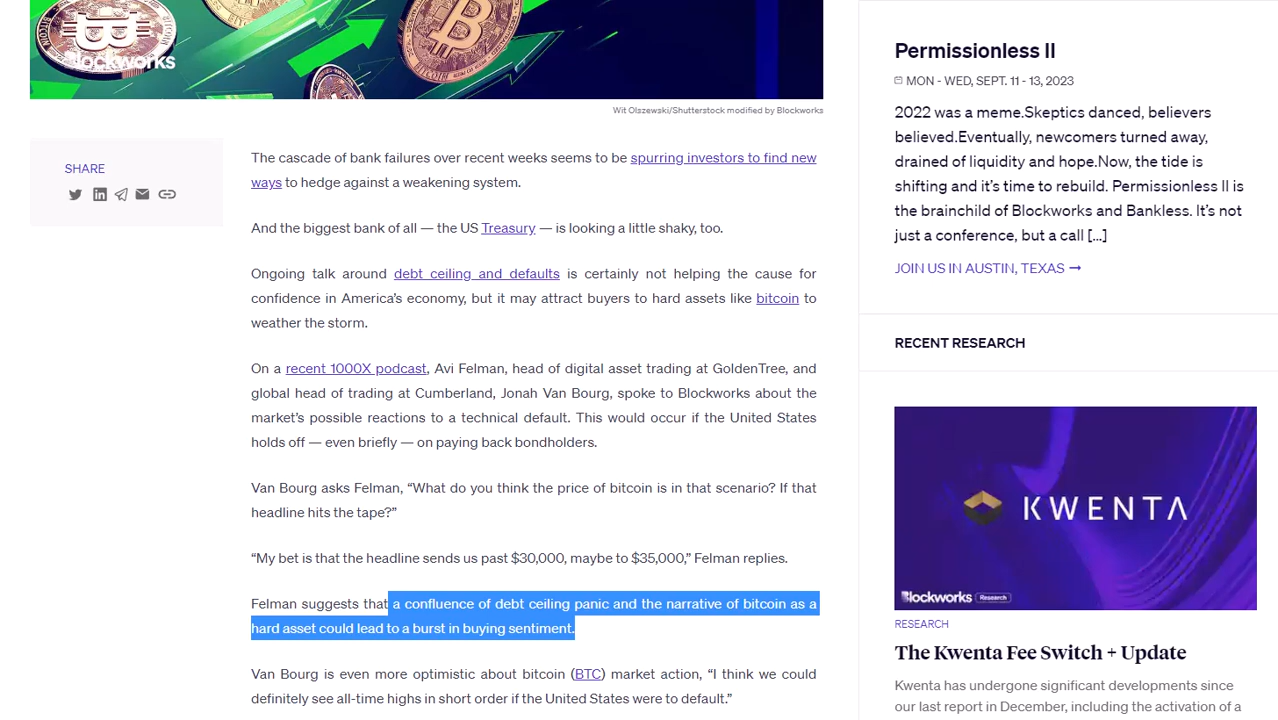 Blockworks
Wit Olszewski/Shutterstock modified by Blockworks
SHARE
The cascade of bank failures over recent weeks seems to be spurring investors to find new
ways to hedge against a weakening system.
And the biggest bank of all — the US Treasury — is looking a little shaky, too.
Ongoing talk around debt ceiling and defaults is certainly not helping the cause for
confidence in America’s economy, but it may attract buyers to hard assets like bitcoin to
weather the storm.
On a recent 1000X podcast, Avi Felman, head of digital asset trading at GoldenTree, and
global head of trading at Cumberland, Jonah Van Bourg, spoke to Blockworks about the
market’s possible reactions to a technical default. This would occur if the United States
holds off — even briefly — on paying back bondholders.
Van Bourg asks Felman, “What do you think the price of bitcoin is in that scenario? If that
headline hits the tape?”
“My bet is that the headline sends us past $30,000, maybe to $35,000,” Felman replies.
Felman suggests that a confluence of debt ceiling panic and the narrative of bitcoin as a
hard asset could lead to a burst in buying sentiment.
Van Bourg is even more optimistic about bitcoin (BTC) market action, “I think we could
definitely see all-time highs in short order if the United States were to default.”
Permissionless II
MON - WED, SEPT. 11 - 13, 2023
2022 was a meme.Skeptics danced, believers
believed.Eventually, newcomers turned away,
drained of liquidity and hope.Now, the tide is
shifting and it’s time to rebuild. Permissionless II is
the brainchild of Blockworks and Bankless. It’s not
just a conference, but a call [...]
JOIN US IN AUSTIN, TEXAS →
RECENT RESEARCH
KWENTA
Blockworks Research
RESEARCH
The Kwenta Fee Switch + Update
Kwenta has undergone significant developments since
our last report in December, including the activation of a